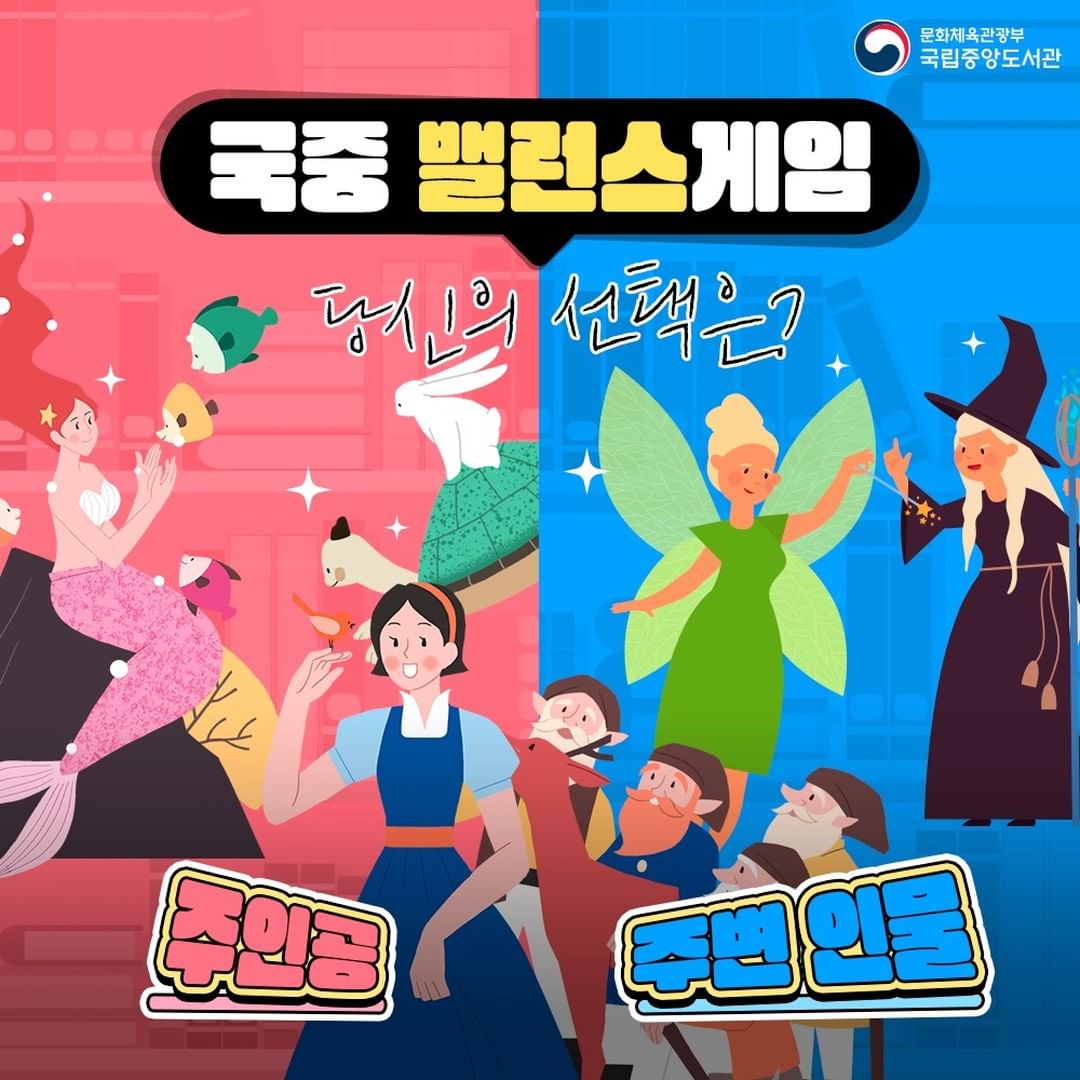 문화체육관광부
국립중앙도서관
국중 밸런스게임
당신의 선택은?
주인공
주변 인물